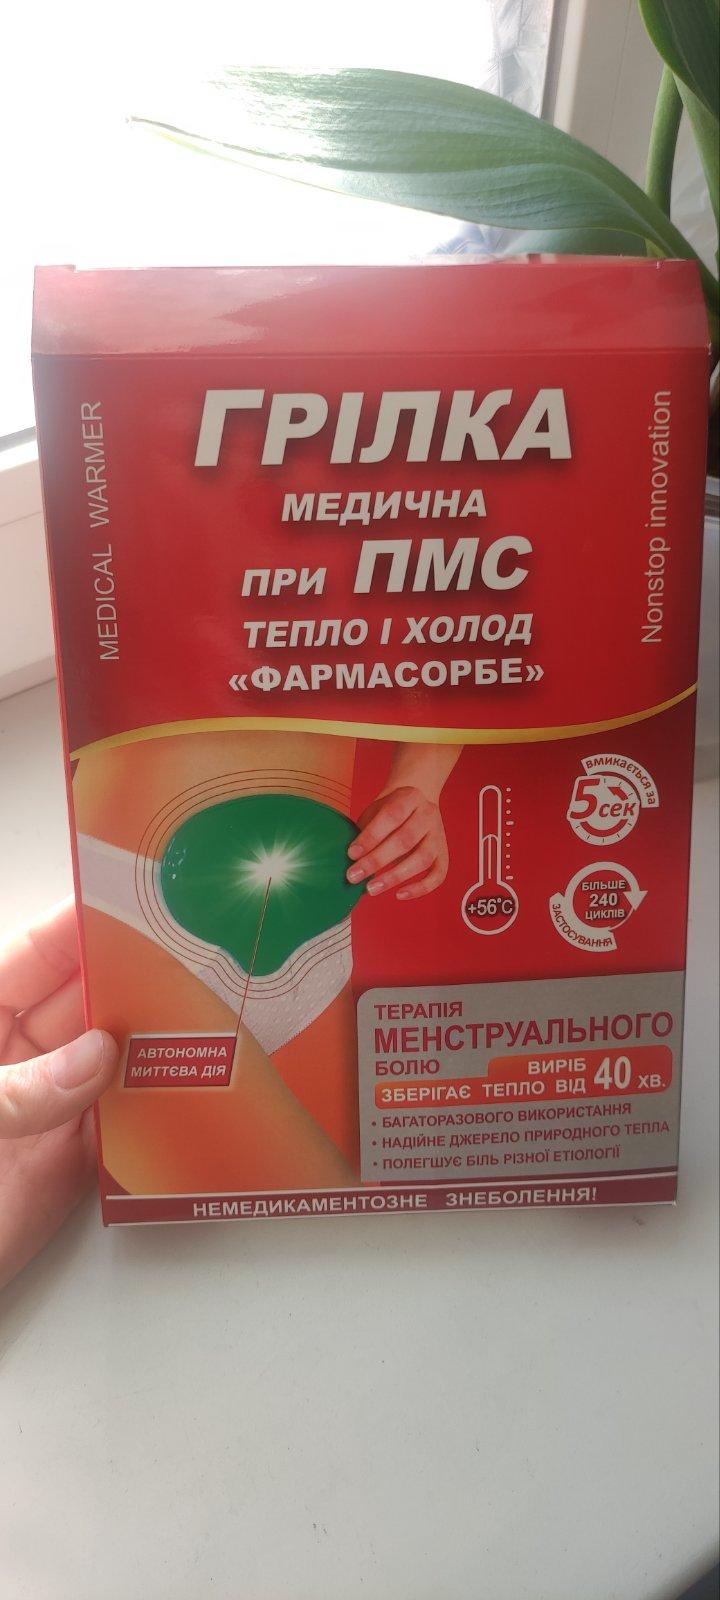 ГРІЛКА
МЕДИЧНА
ПРИ ПМС
ТЕПЛО І ХОЛОД
«ФАРМАСОРБЕ»
MEDICAL WARMER
Nonstop innovation
вмикається за
5 сек
+56°C
БІЛЬШЕ
240
ЦИКЛІВ
ЗАСТОСУВАННЯ
АВТОНОМНА
МИТТЄВА ДІЯ
ТЕРАПІЯ
МЕНСТРУАЛЬНОГО
БОЛЮ
ВИРІБ
ЗБЕРІГАЄ ТЕПЛО ВІД 40 ХВ.
• БАГАТОРАЗОВОГО ВИКОРИСТАННЯ
• НАДІЙНЕ ДЖЕРЕЛО ПРИРОДНОГО ТЕПЛА
• ПОЛЕГШУЄ БІЛЬ РІЗНОЇ ЕТІОЛОГІЇ
НЕМЕДИКАМЕНТОЗНЕ ЗНЕБОЛЕННЯ!